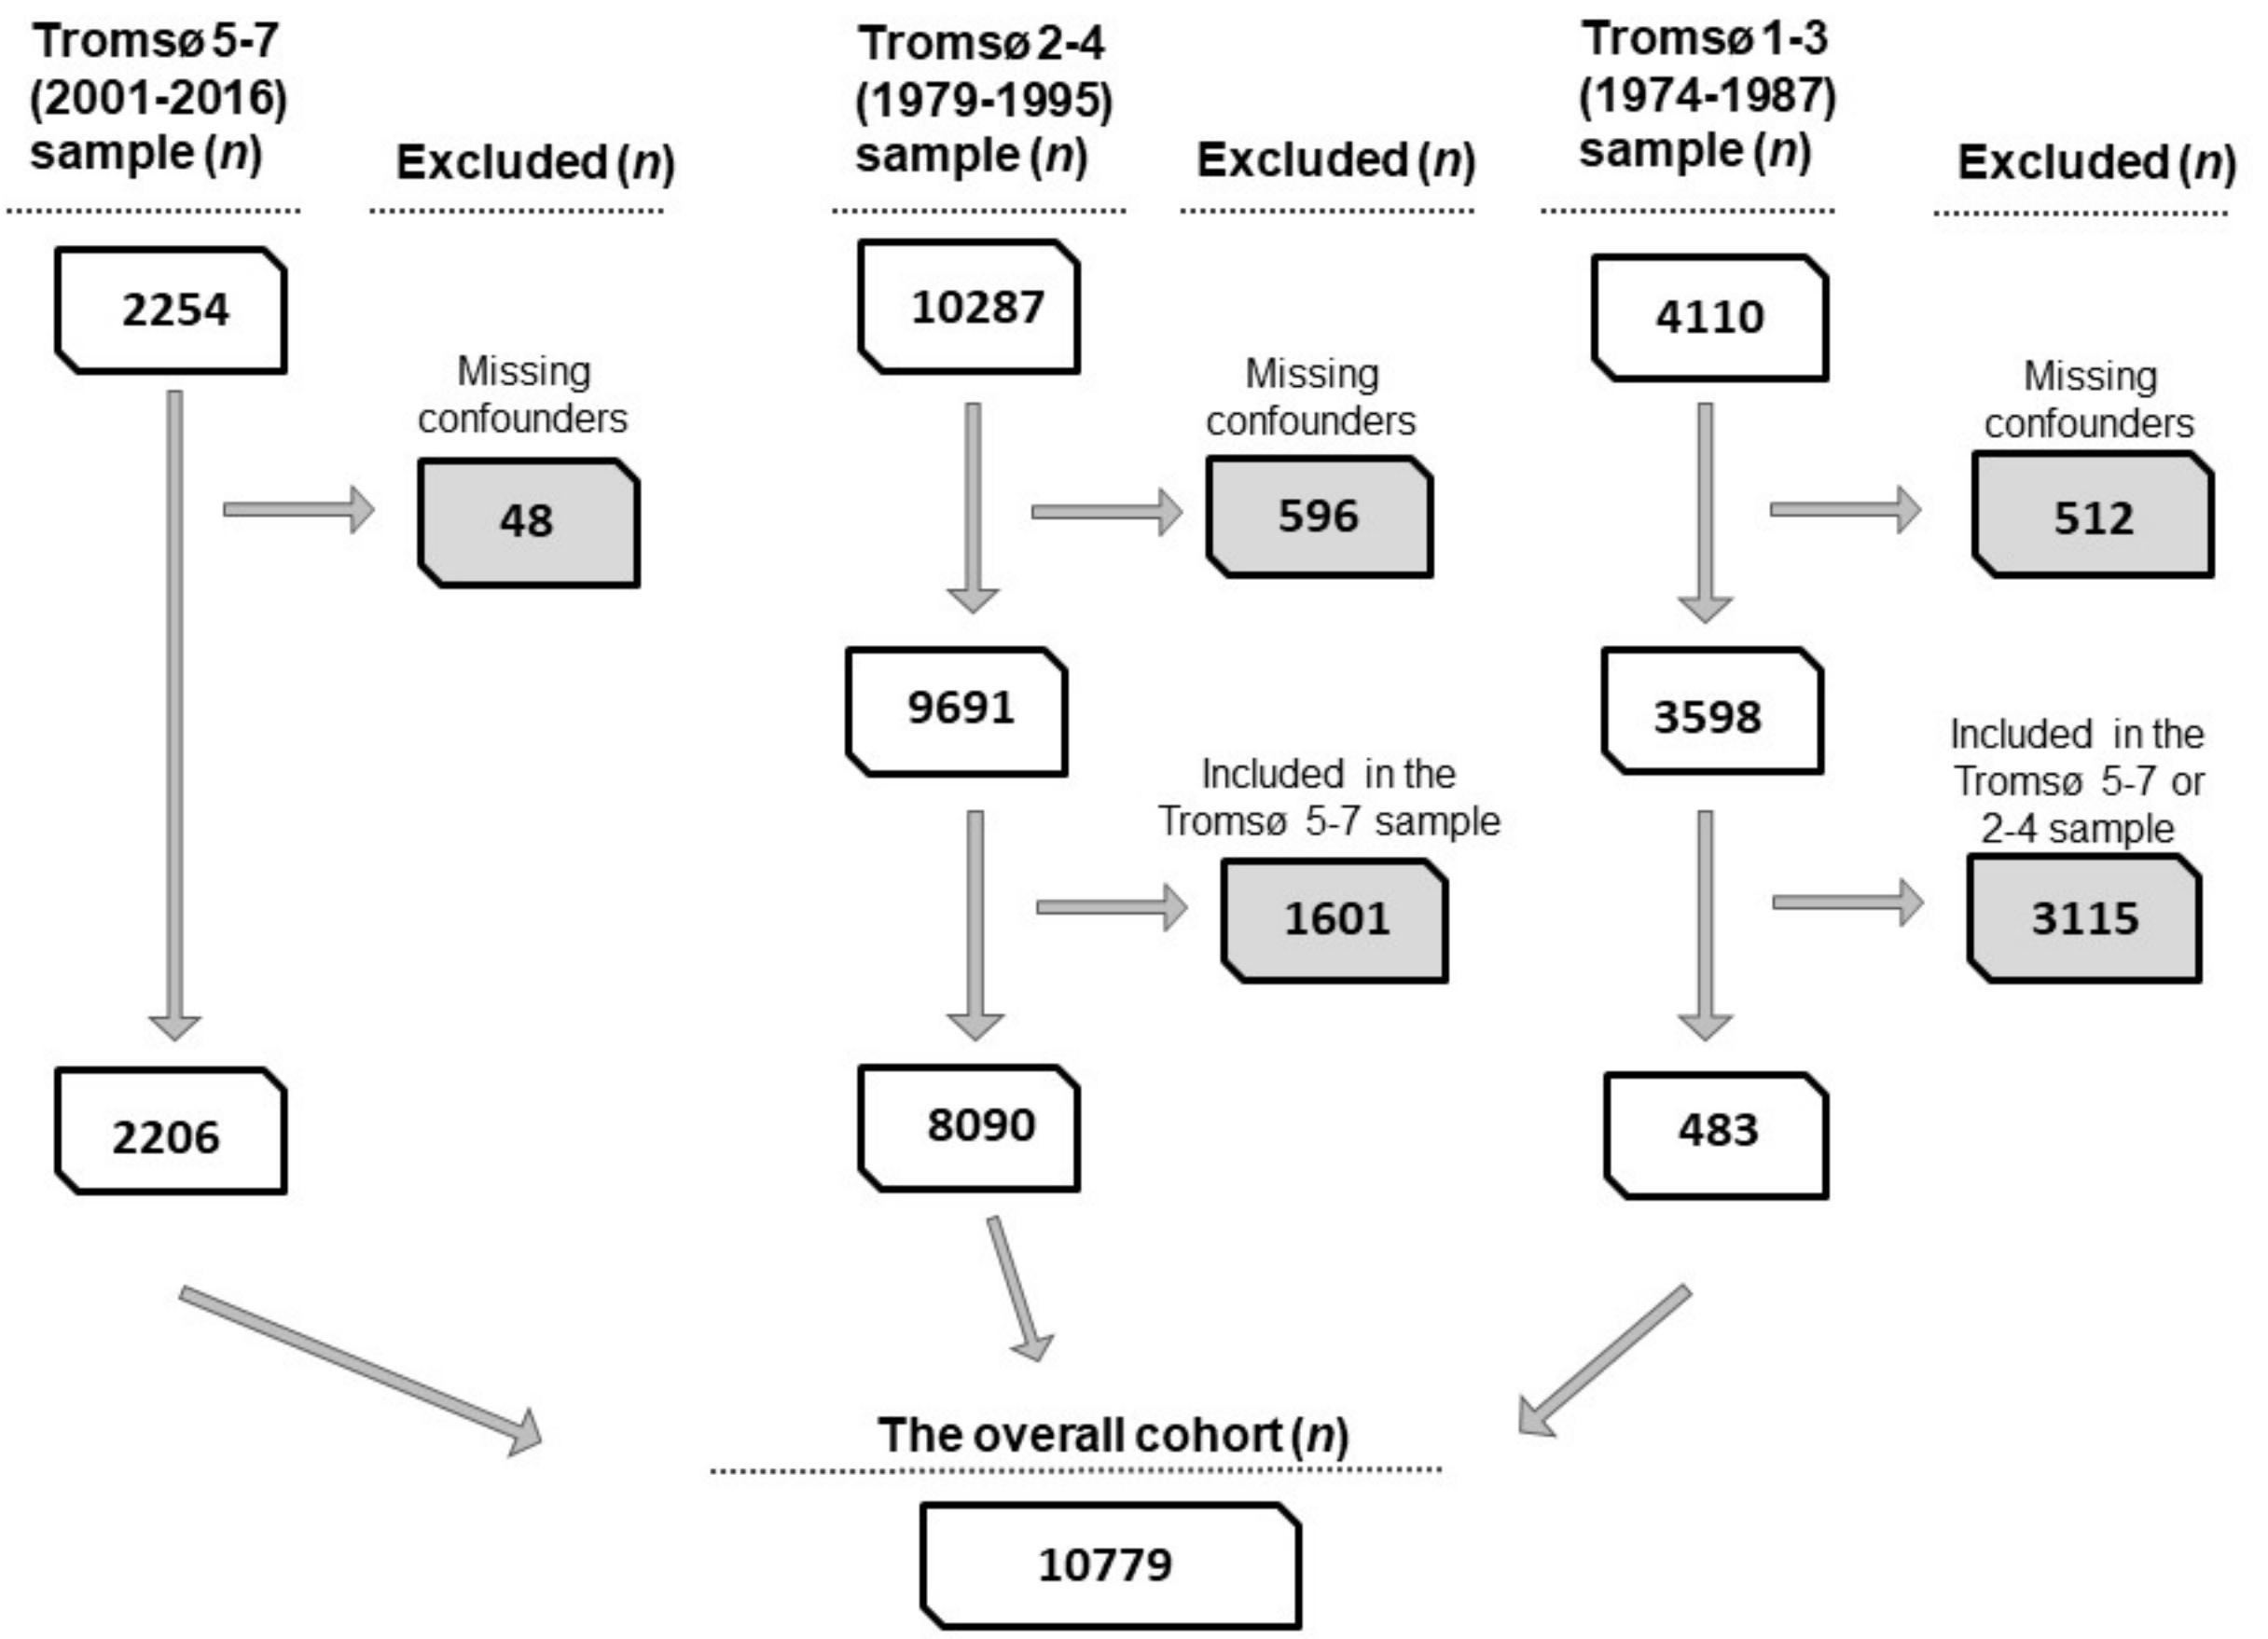 Tromsø 5-7
(2001-2016)
sample (n)
Excluded (n)
2254
Missing
confounders
48
2206
Tromsø 2-4
(1979-1995)
sample (n)
Excluded (n)
10287
Missing
confounders
596
9691
Included in the
Tromsø 5-7 sample
1601
8090
Tromsø 1-3
(1974-1987)
sample (n)
Excluded (n)
4110
Missing
confounders
512
3598
Included in the
Tromsø 5-7 or
2-4 sample
3115
483
The overall cohort (n)
10779